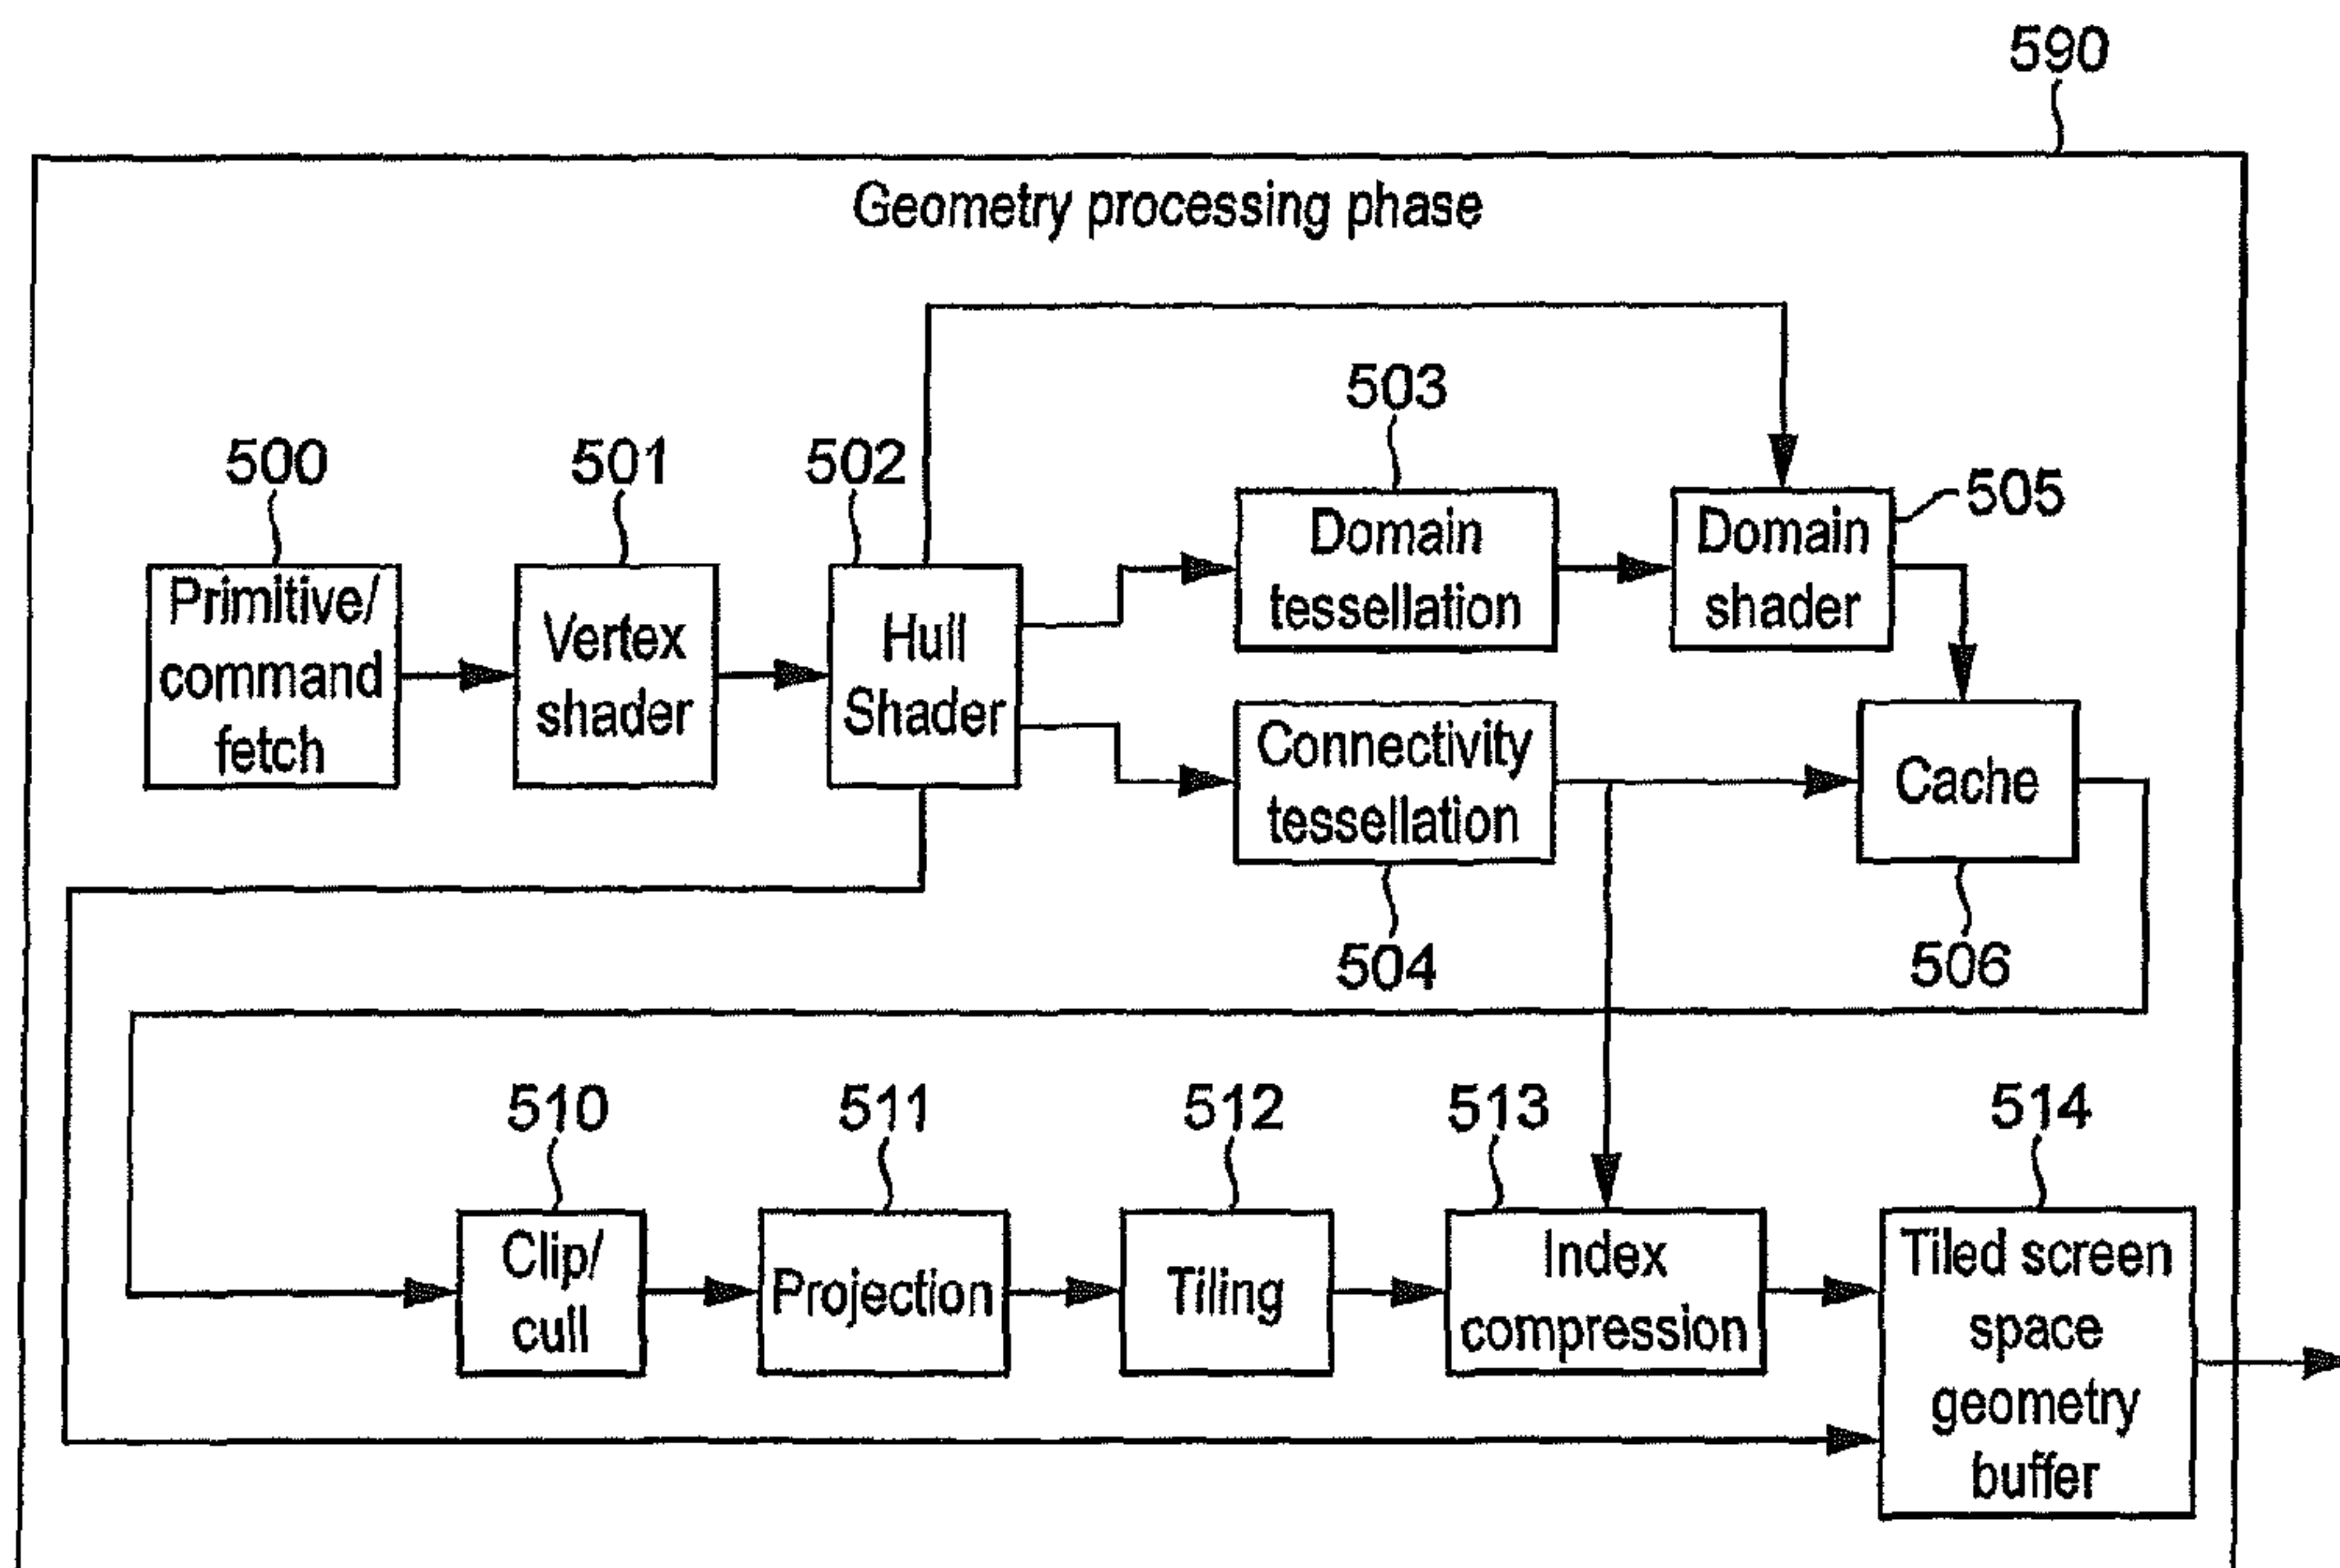 590
Geometry processing phase
503
500
501
502
505
Domain
tessellation
Domain
shader
Primitive/
command
fetch
Vertex
shader
Hull
Shader
Connectivity
tessellation
Cache
504
506
510
511
512
513
514
Clip/
cull
Projection
Tiling
Index
compression
Tiled screen
space
geometry
buffer